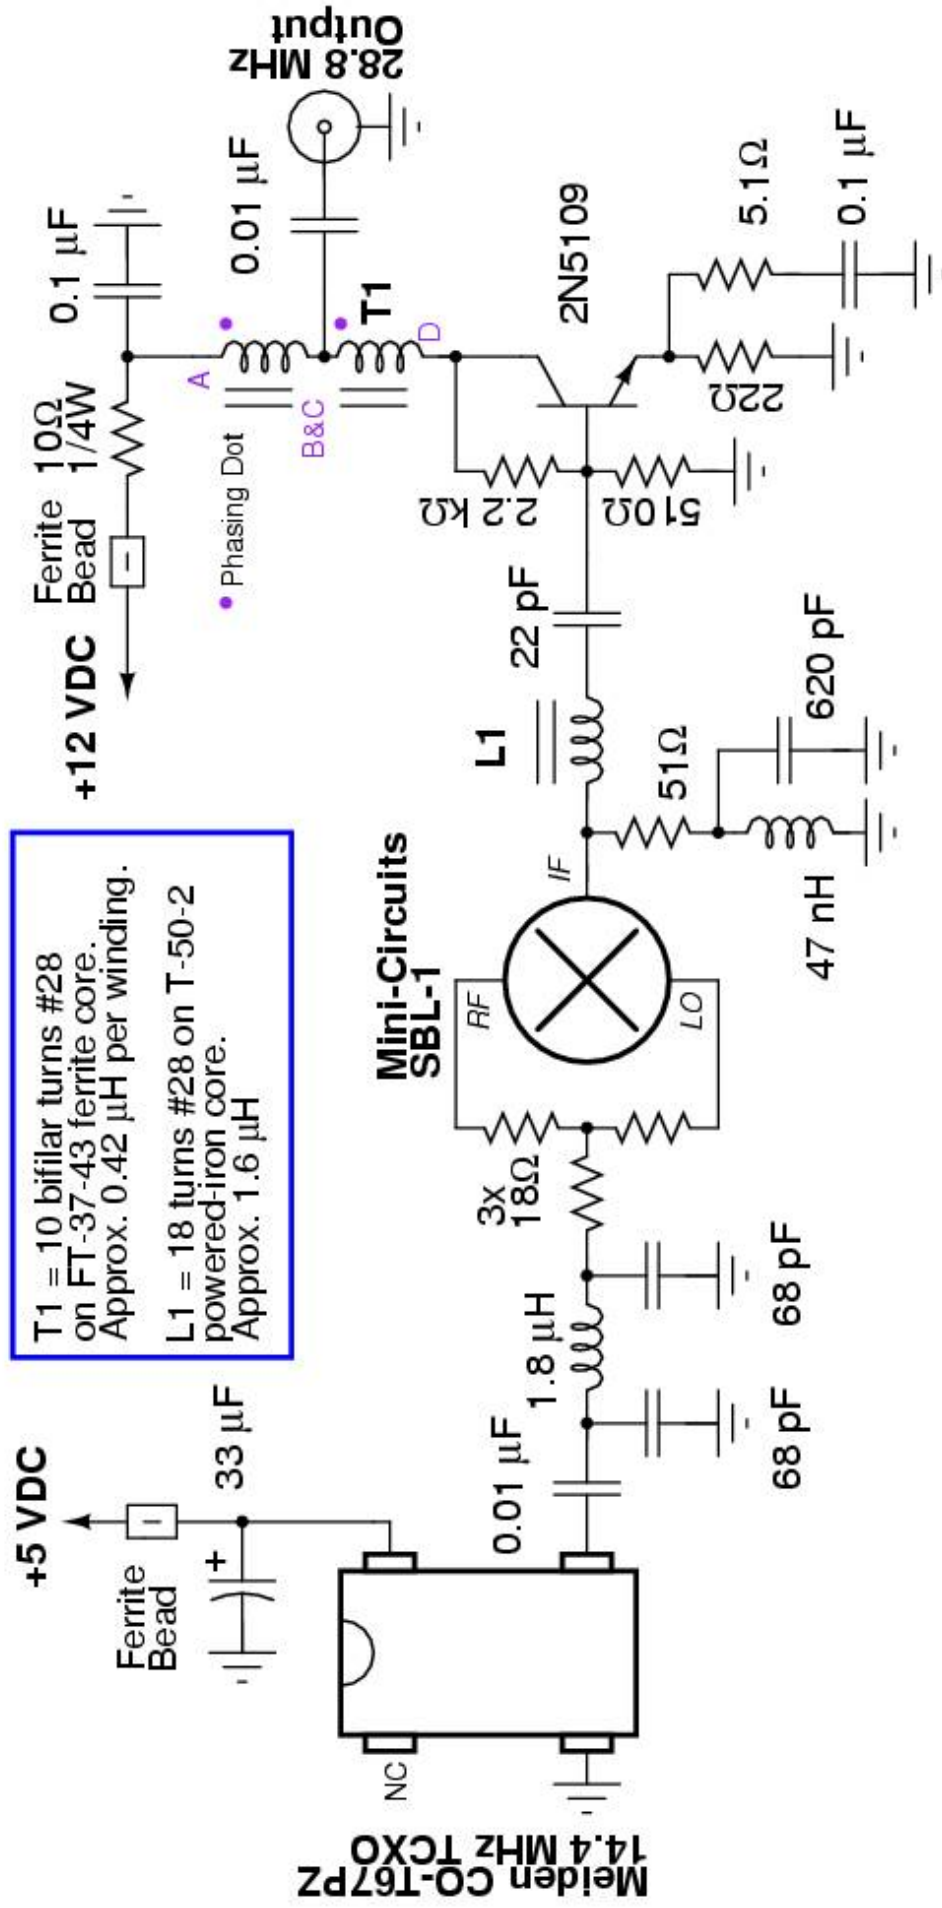 Meiden CO-T67PZ
14.4 MHz TCXO
NC
+5 VDC
Ferrite
Bead
+
33 µF
0.01 µF
1.8 µH
68 pF
68 pF
3x
18Ω
T1 = 10 bifilar turns #28
on FT-37-43 ferrite core.
Approx. 0.42 µH per winding.
L1 = 18 turns #28 on T-50-2
powered-iron core.
Approx. 1.6 µH
Mini-Circuits
SBL-1
RF
LO
IF
L1
22 pF
51Ω
47 nH
620 pF
+12 VDC
Ferrite
Bead
10Ω
1/4W
0.1 µF
• Phasing Dot
A
B&C
D
T1
0.01 µF
28.8 MHz
Output
2.2 kΩ
510Ω
2N5109
22Ω
5.1Ω
0.1 µF